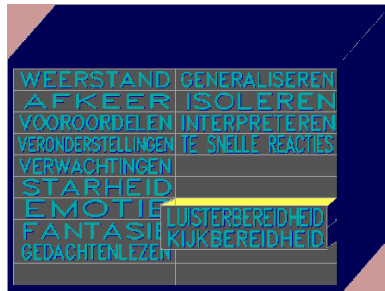 WEERSTAND GENERALISEREN
AFKEER ISOLEREN
VOOROORDELEN INTERPRETEREN
VERONDERSTELLINGEN TE SNELLE REACTIES
VERWACHTINGEN
STARHEID
EMOTIE
FANTASIE
GEDACHTENLEZEN
LUISTERBEREIDHEID
KIJKBEREIDHEID